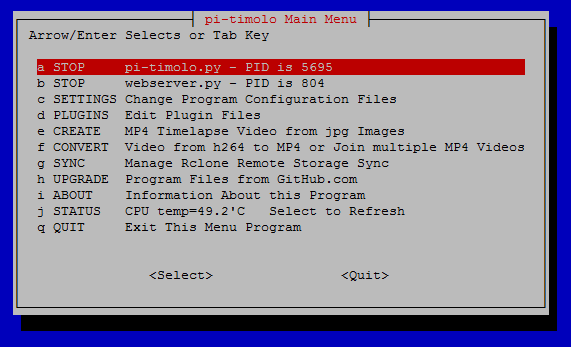 pi-timolo Main Menu
Arrow/Enter Selects or Tab Key
a STOP pi-timolo.py - PID is 5695
b STOP webserver.py - PID is 804
c SETTINGS Change Program Configuration Files
d PLUGINS Edit Plugin Files
e CREATE MP4 Timelapse Video from jpg Images
f CONVERT Video from h264 to MP4 or Join multiple MP4 Videos
g SYNC Manage Rclone Remote Storage Sync
h UPGRADE Program Files from GitHub.com
i ABOUT Information About this Program
j STATUS CPU temp=49.2'C Select to Refresh
q QUIT Exit This Menu Program
<Select> <Quit>